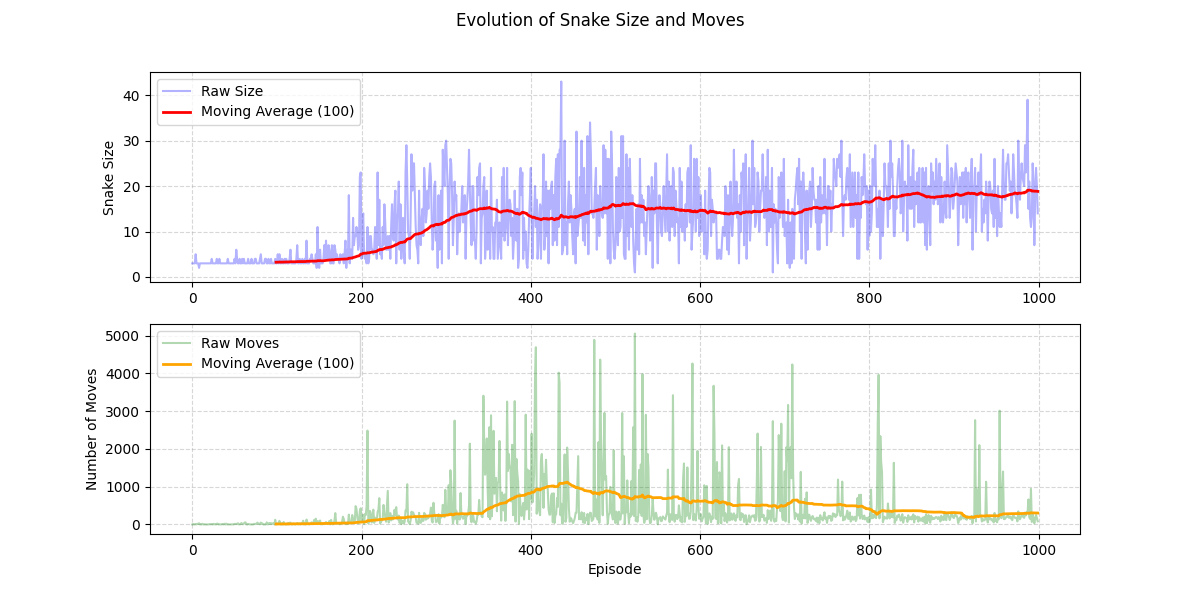 Evolution of Snake Size and Moves
Raw Size
Moving Average (100)
Snake Size
40
30
20
10
0
0 200 400 600 800 1000
Raw Moves
Moving Average (100)
Number of Moves
5000
4000
3000
2000
1000
0
0 200 400 600 800 1000
Episode